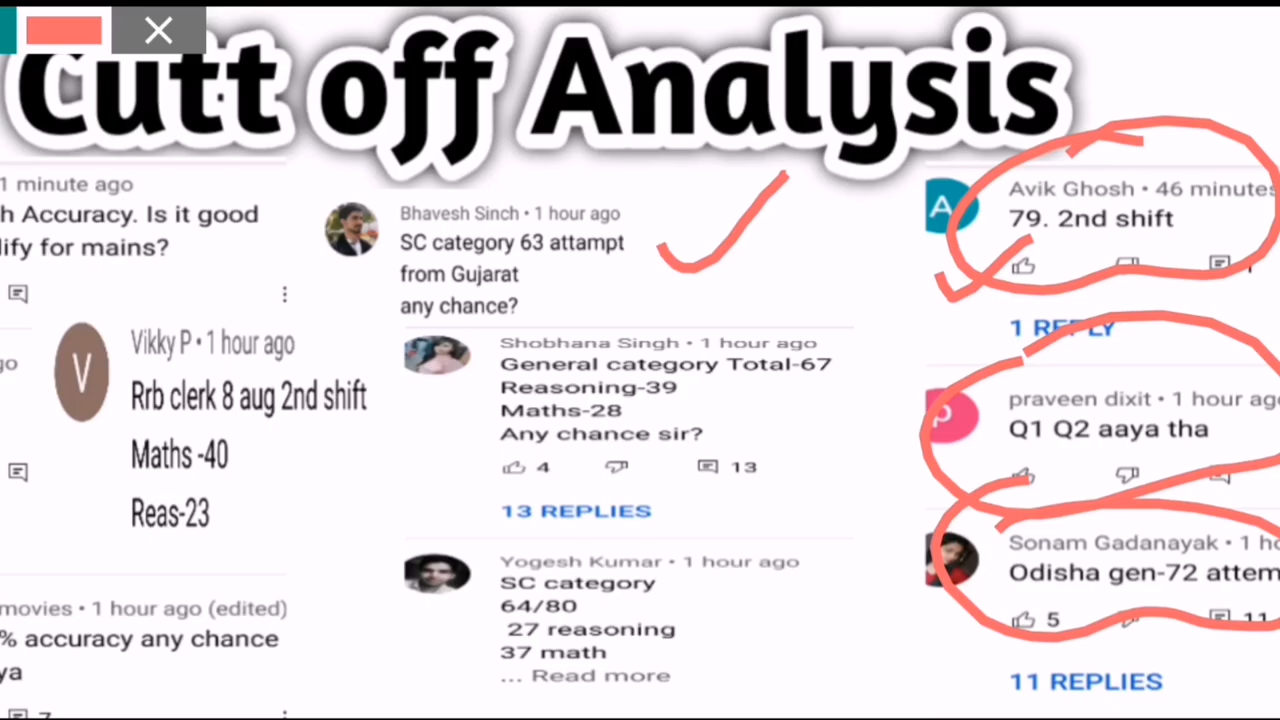 Cutt off Analysis
1 minute ago
h Accuracy. Is it good
lify for mains?
Vikky P • 1 hour ago
V
Rrb clerk 8 aug 2nd shift
Maths -40
Reas-23
movies • 1 hour ago (edited)
% accuracy any chance
ya
7
Bhavesh Sinch • 1 hour ago
SC category 63 attampt
from Gujarat
any chance?
Shobhana Singh • 1 hour ago
General category Total-67
Reasoning-39
Maths-28
Any chance sir?
4 13
13 REPLIES
Yogesh Kumar • 1 hour ago
SC category
64/80
27 reasoning
37 math
... Read more
Avik Ghosh • 46 minutes
A
79. 2nd shift
1
1 REPLY
praveen dixit • 1 hour ago
P
Q1 Q2 aaya tha
Sonam Gadanayak • 1 ho
Odisha gen-72 attem
5 11
11 REPLIES